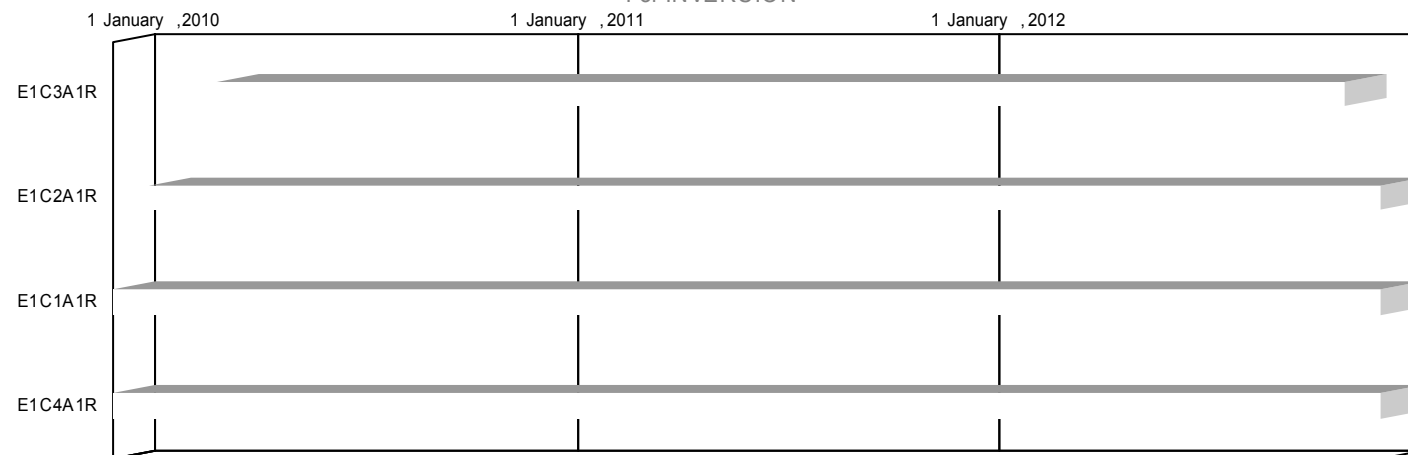 1 January ,2010 1 January ,2011 1 January ,2012
E1C3A1R
E1C2A1R
E1C1A1R
E1C4A1R